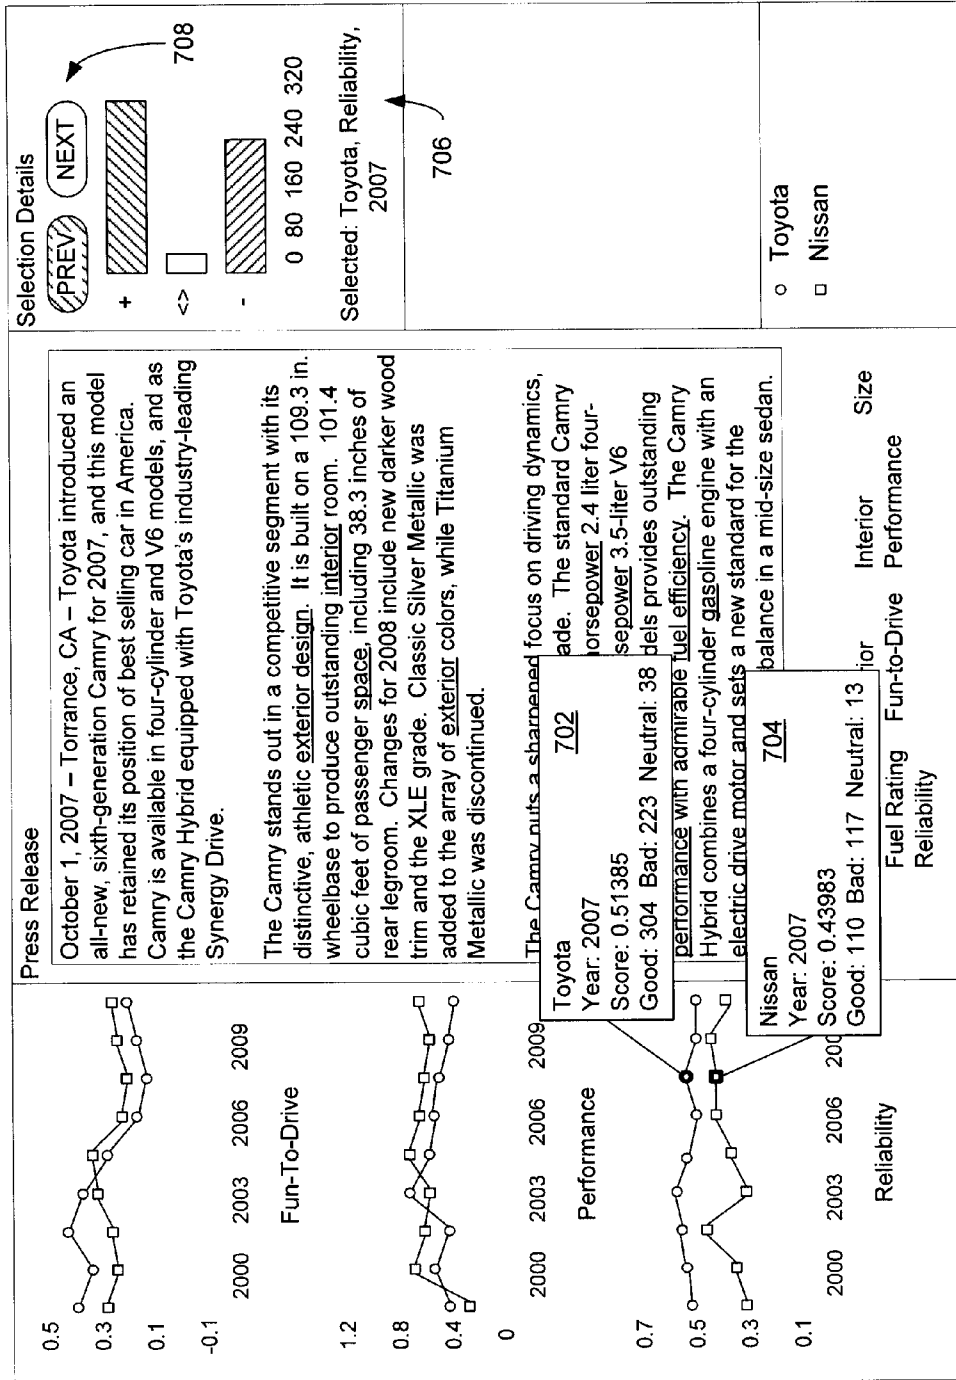 0.5
0.3
0.1
-0.1
2000 2003 2006 2009
Fun-To-Drive
1.2
0.8
0.4
0
2000 2003 2006 2009
Performance
0.7
0.5
0.3
0.1
2000 2003 2006 200
Reliability
Press Release
October 1, 2007 – Torrance, CA – Toyota introduced an
all-new, sixth-generation Camry for 2007, and this model
has retained its position of best selling car in America.
Camry is available in four-cylinder and V6 models, and as
the Camry Hybrid equipped with Toyota's industry-leading
Synergy Drive.
The Camry stands out in a competitive segment with its
distinctive, athletic exterior design. It is built on a 109.3 in.
wheelbase to produce outstanding interior room. 101.4
cubic feet of passenger space, including 38.3 inches of
rear legroom. Changes for 2008 include new darker wood
trim and the XLE grade. Classic Silver Metallic was
added to the array of exterior colors, while Titanium
Metallic was discontinued.
The Camry puts a sharpened focus on driving dynamics,
ade. The standard Camry
orsepower 2.4 liter four-
sepower 3.5-liter V6
dels provides outstanding
performance with admirable fuel efficiency. The Camry
Hybrid combines a four-cylinder gasoline engine with an
electric drive motor and sets a new standard for the
balance in a mid-size sedan.
Toyota 702
Year: 2007
Score: 0.51385
Good: 304 Bad: 223 Neutral: 38
Nissan 704
Year: 2007
Score: 0.43983
Good: 110 Bad: 117 Neutral: 13
rior Interior Size
Fuel Rating Fun-to-Drive Performance
Reliability
Selection Details
PREV NEXT
708
+
<>
-
0 80 160 240 320
Selected: Toyota, Reliability,
2007
706
Toyota
Nissan